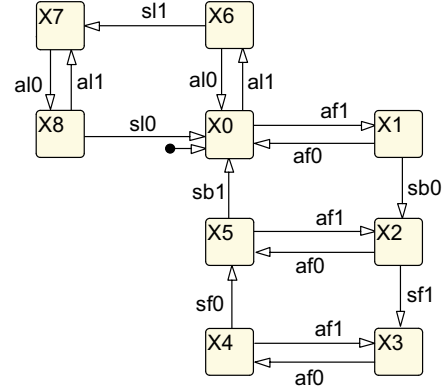 X7
X6
sl1
al0
al1
al0
al1
X8
sl0
X0
af1
X1
af0
sb1
sb0
X5
af1
X2
af0
sf0
sf1
X4
af1
X3
af0